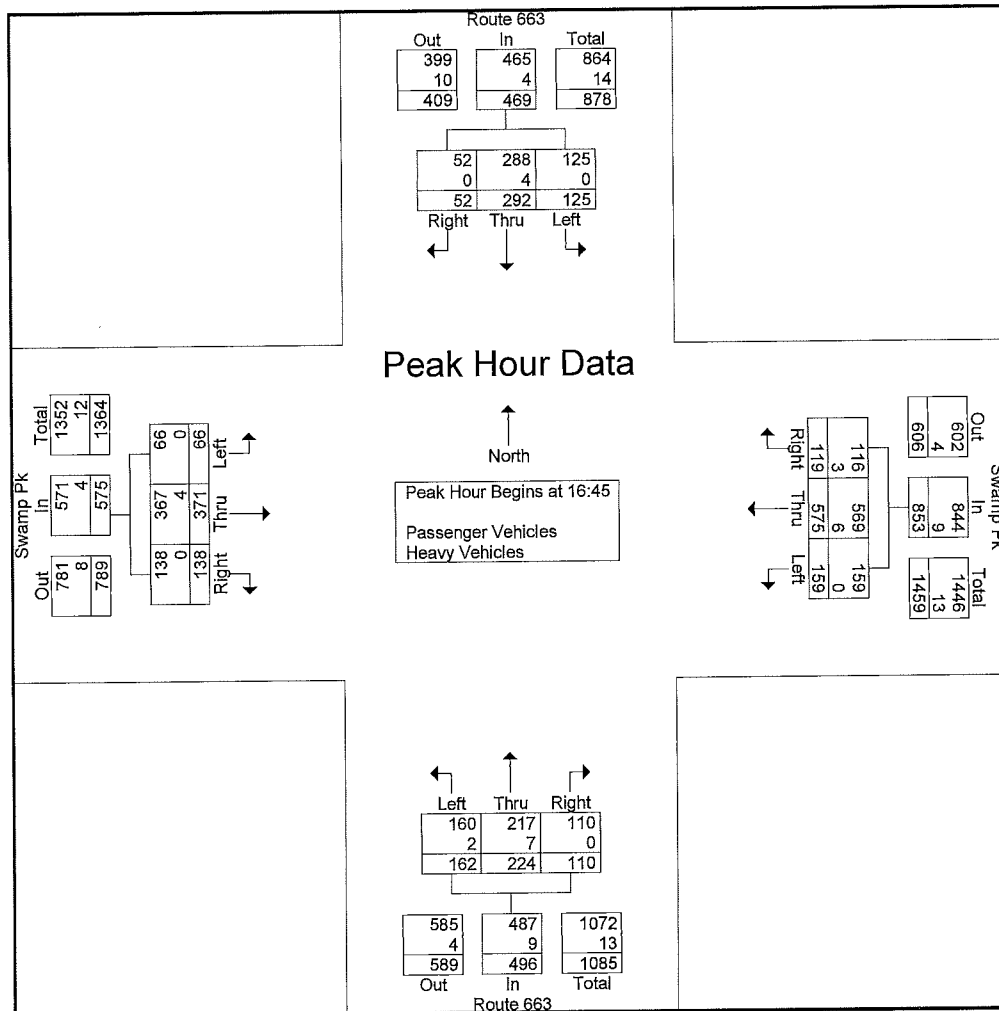 Route 663
Out In Total
399 465 864
10 4 14
409 469 878
52 288 125
0 4 0
52 292 125
Right Thru Left
Peak Hour Data
North
Peak Hour Begins at 16:45
Passenger Vehicles
Heavy Vehicles
Swamp Pk
Out In Total
781 571 1352
8 4 12
789 575 1364
66 0 66
367 4 371
138 0 138
Left Thru Right
Right Thru Left
116 569 159
3 6 0
119 575 159
Out In Total
602 844 1446
4 9 13
606 853 1459
Swamp Pk
Left Thru Right
160 217 110
2 7 0
162 224 110
585 487 1072
4 9 13
589 496 1085
Out In Total
Route 663